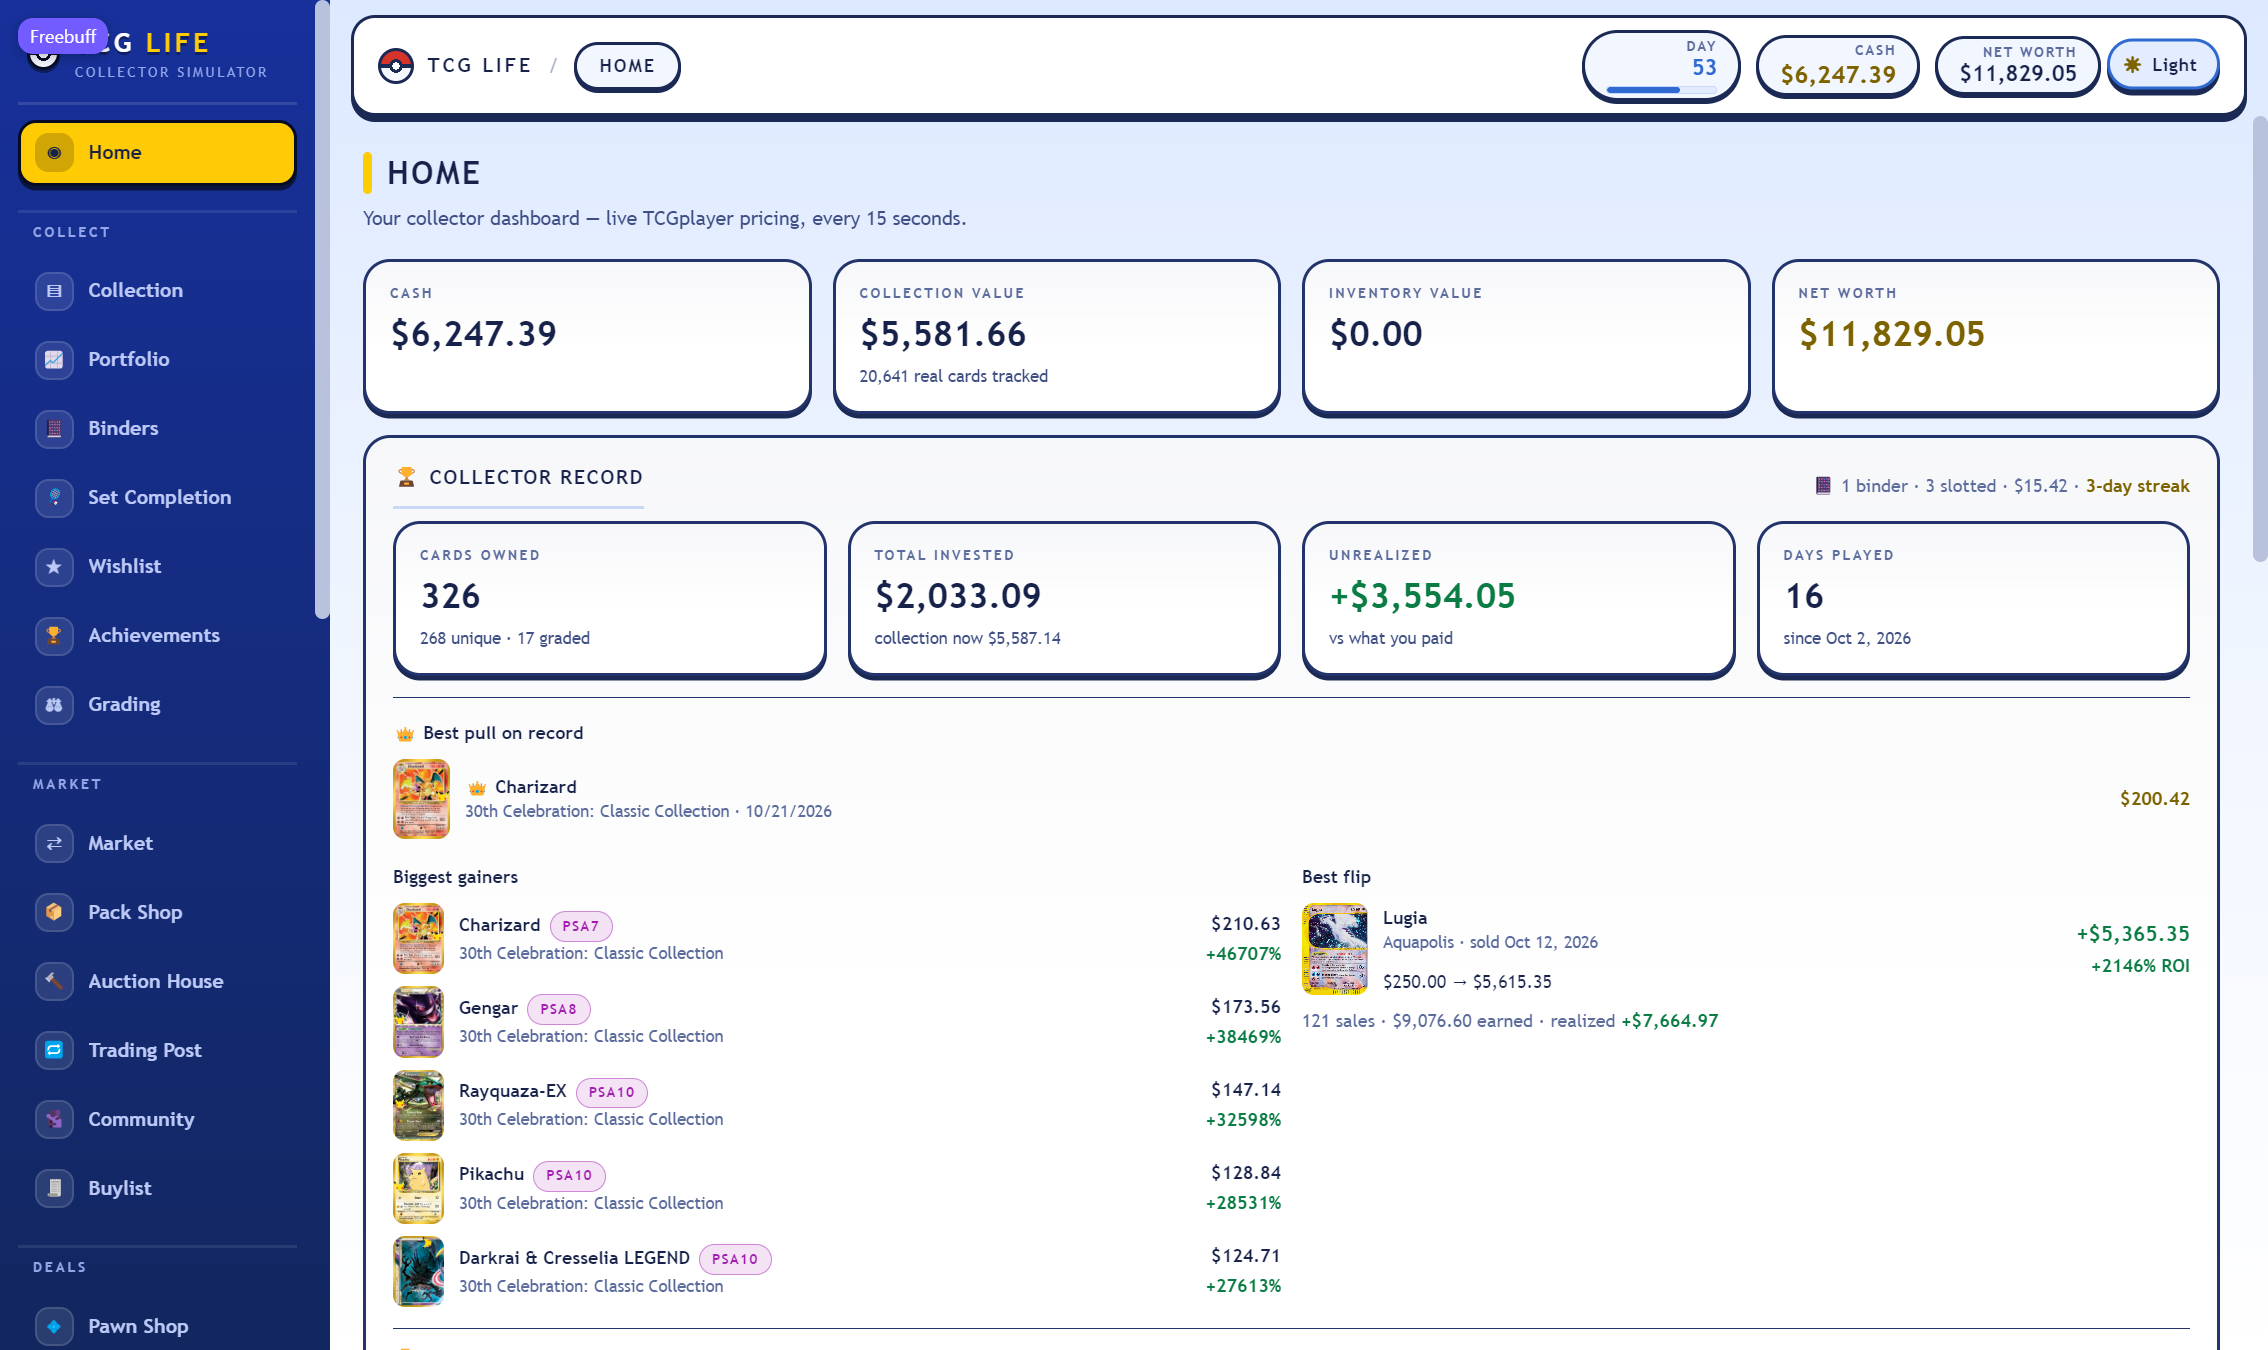 Freebuff
CG LIFE
COLLECTOR SIMULATOR
Home
COLLECT
Collection
Portfolio
Binders
Set Completion
Wishlist
Achievements
Grading
MARKET
Market
Pack Shop
Auction House
Trading Post
Community
Buylist
DEALS
Pawn Shop
TCG LIFE / HOME
DAY
53
CASH
$6,247.39
NET WORTH
$11,829.05
Light
HOME
Your collector dashboard — live TCGplayer pricing, every 15 seconds.
CASH
$6,247.39
COLLECTION VALUE
$5,581.66
20,641 real cards tracked
INVENTORY VALUE
$0.00
NET WORTH
$11,829.05
COLLECTOR RECORD
1 binder · 3 slotted · $15.42 · 3-day streak
CARDS OWNED
326
268 unique · 17 graded
TOTAL INVESTED
$2,033.09
collection now $5,587.14
UNREALIZED
+$3,554.05
vs what you paid
DAYS PLAYED
16
since Oct 2, 2026
Best pull on record
Charizard
30th Celebration: Classic Collection · 10/21/2026
$200.42
Biggest gainers
Charizard PSA7
30th Celebration: Classic Collection
$210.63
+46707%
Gengar PSA8
30th Celebration: Classic Collection
$173.56
+38469%
Rayquaza-EX PSA10
30th Celebration: Classic Collection
$147.14
+32598%
Pikachu PSA10
30th Celebration: Classic Collection
$128.84
+28531%
Darkrai & Cresselia LEGEND PSA10
30th Celebration: Classic Collection
$124.71
+27613%
Best flip
Lugia
Aquapolis · sold Oct 12, 2026
$250.00 → $5,615.35
+$5,365.35
+2146% ROI
121 sales · $9,076.60 earned · realized +$7,664.97